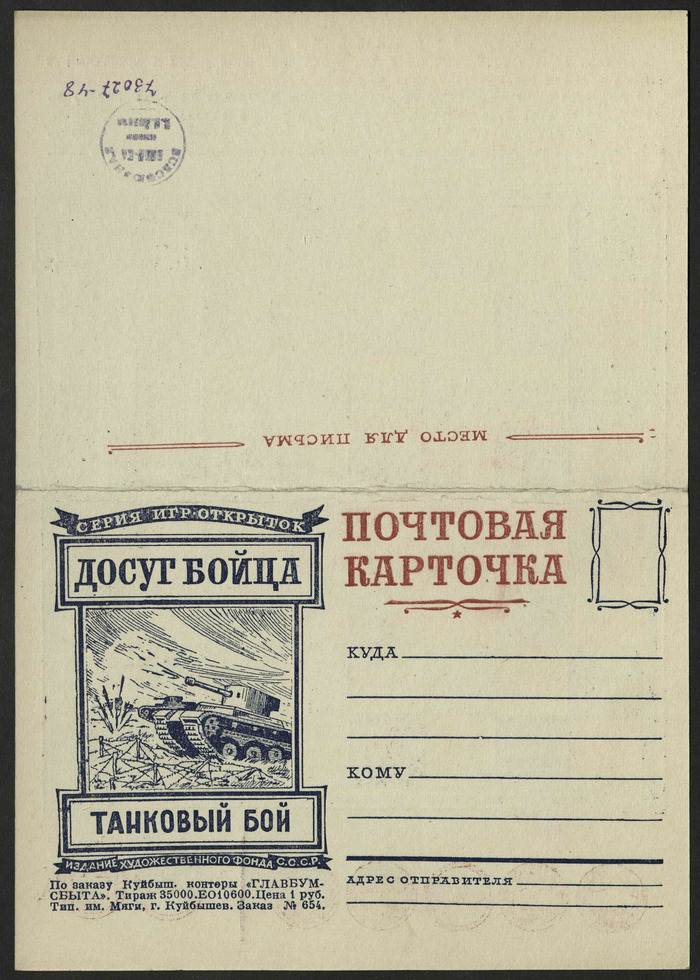 73027-48
ВСЕСОЮЗНАЯ
МЕСТО ДЛЯ ПИСЬМА
СЕРИЯ ИГР-ОТКРЫТОК
ДОСУГ БОЙЦА
ТАНКОВЫЙ БОЙ
ИЗДАНИЕ ХУДОЖЕСТВЕННОГО ФОНДА С.С.С.Р.
По заказу Куйбыш. конторы «ГЛАВБУМ-
СБЫТА». Тираж 35000. ЕО10600. Цена 1 руб.
Тип. им. Мяги, г. Куйбышев. Заказ № 654.
ПОЧТОВАЯ
КАРТОЧКА
КУДА
КОМУ
АДРЕС ОТПРАВИТЕЛЯ